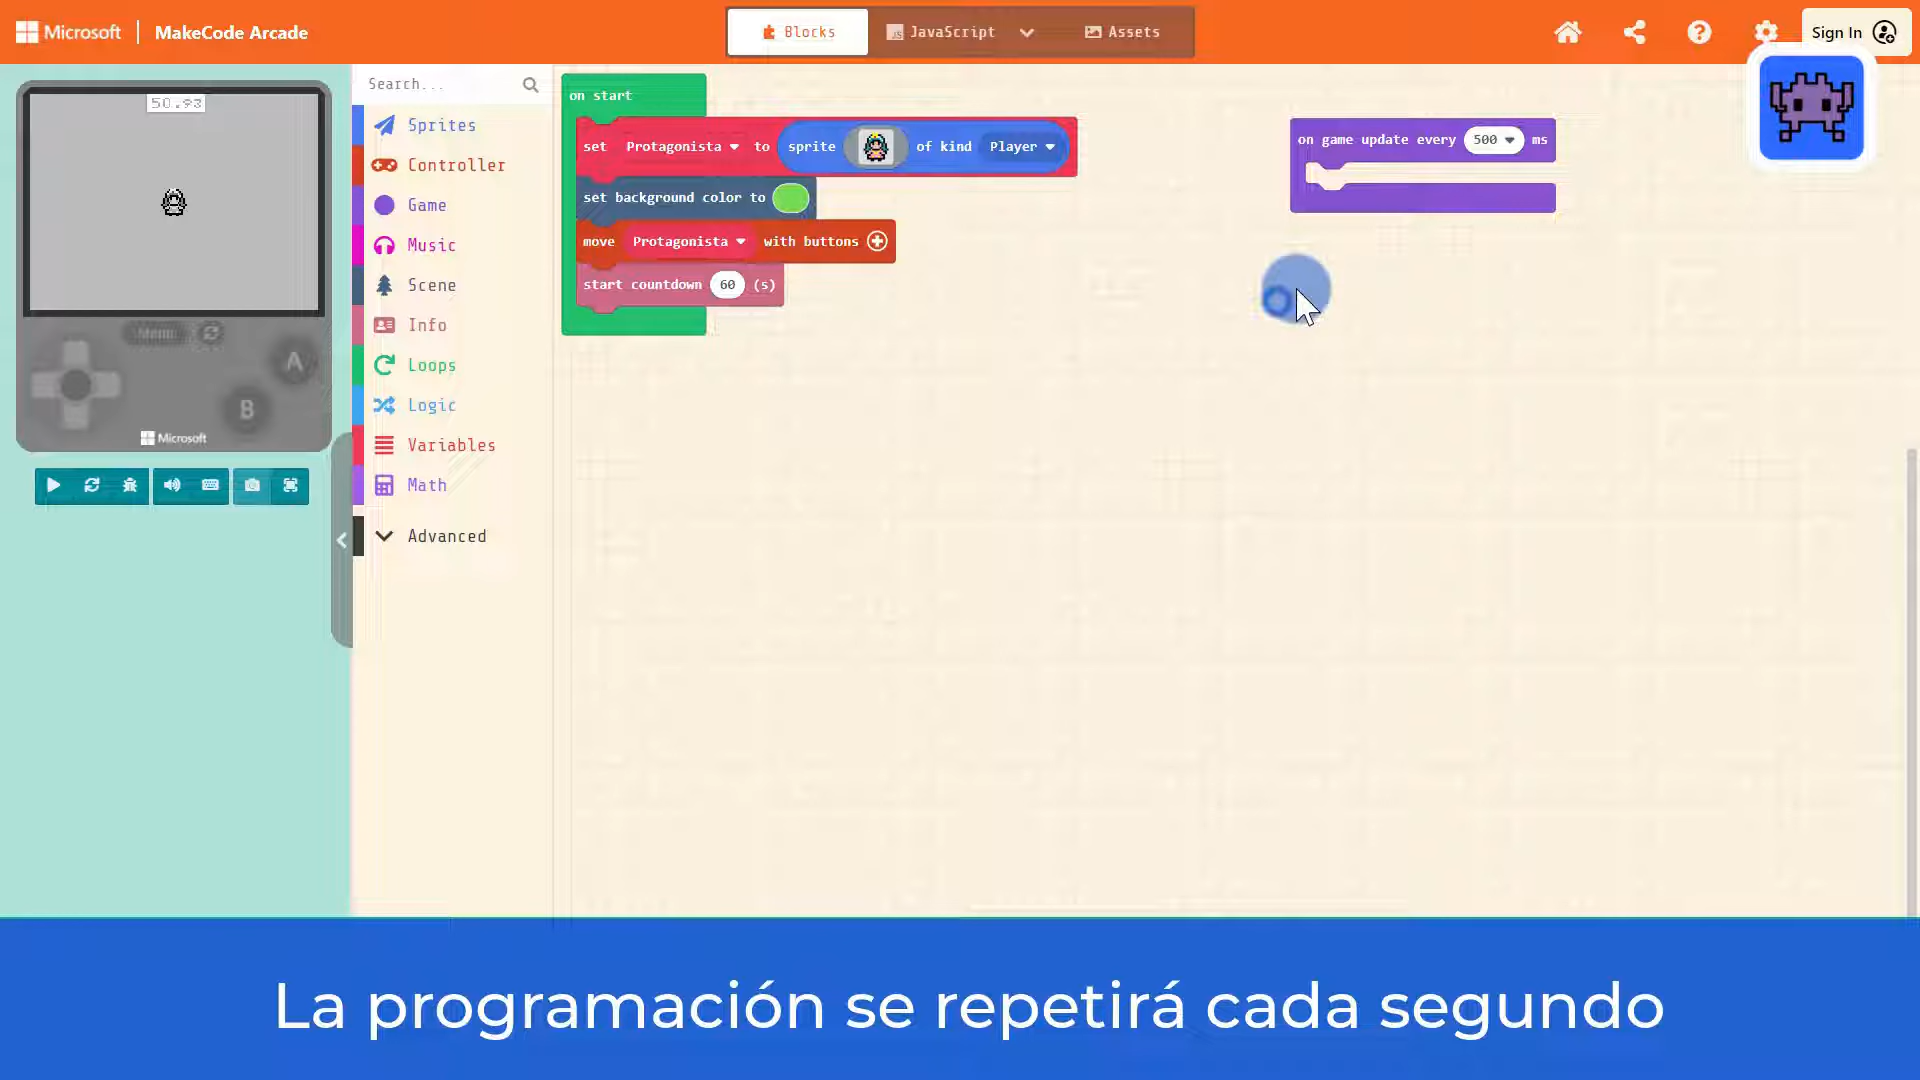 Microsoft
MakeCode Arcade
Blocks
JavaScript
Assets
Sign In
50.93
Menu
A
B
Microsoft
Search...
Sprites
Controller
Game
Music
Scene
Info
Loops
Logic
Variables
Math
Advanced
on start
set Protagonista to sprite of kind Player
set background color to
move Protagonista with buttons
start countdown 60 (s)
on game update every 500 ms
La programación se repetirá cada segundo